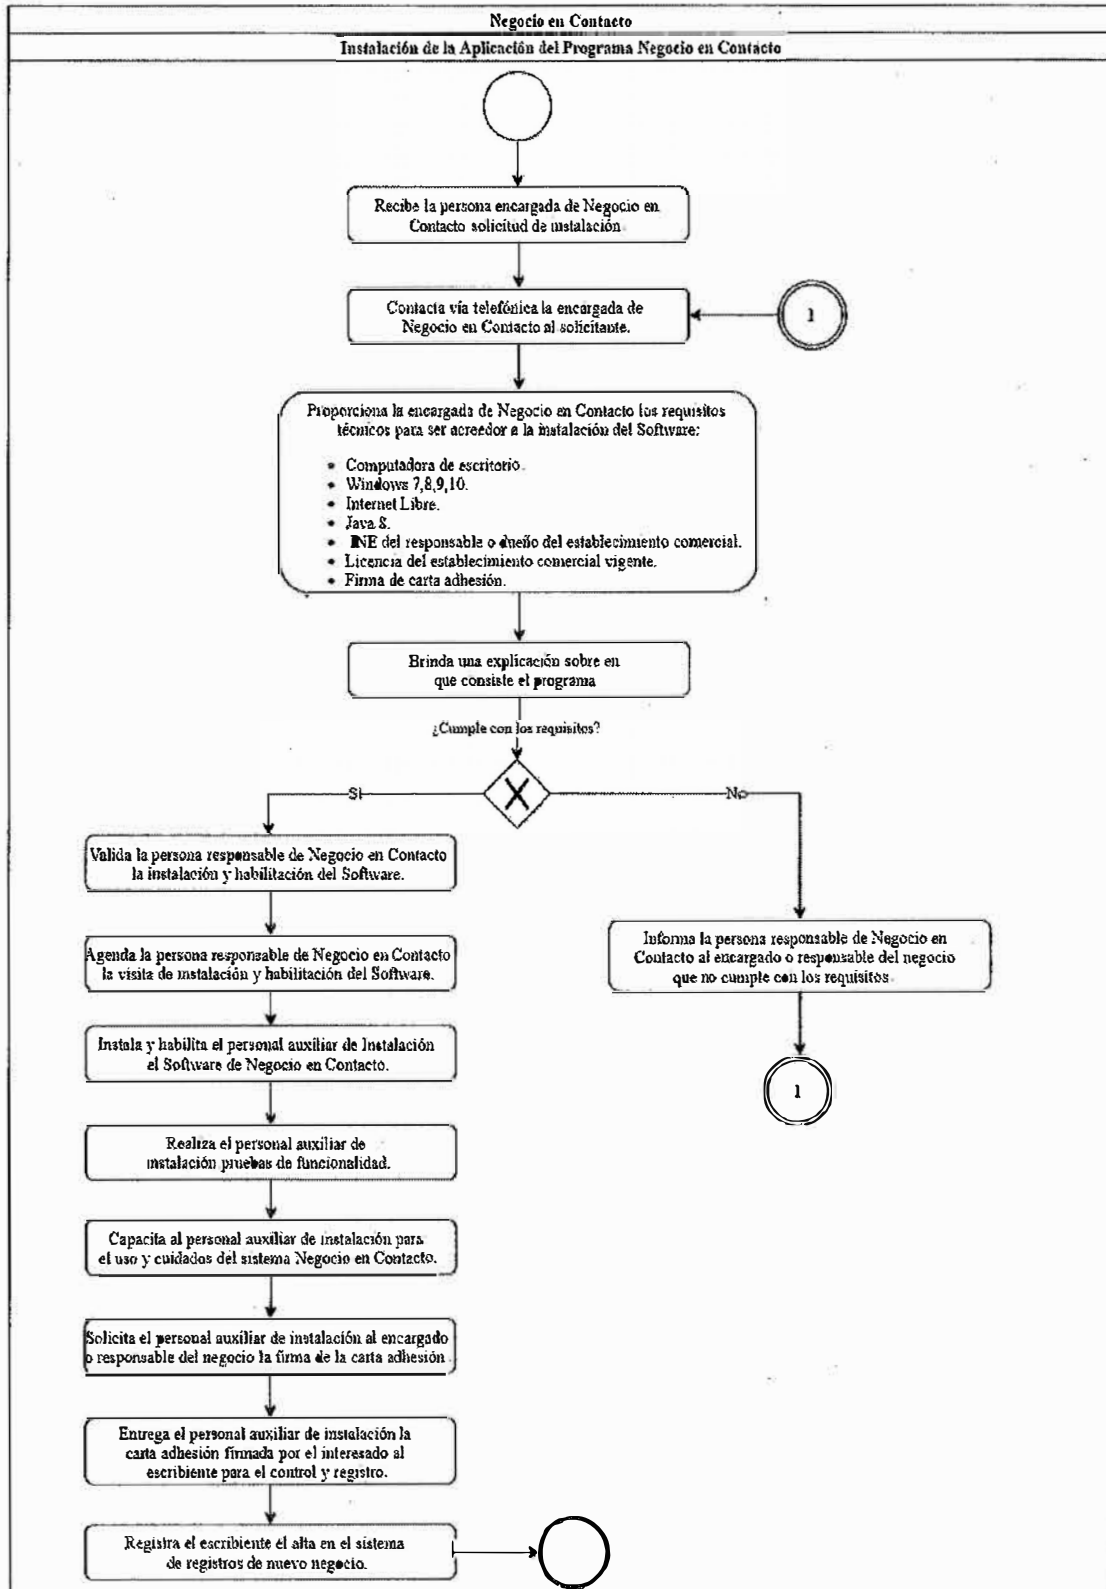 Negocio en Contacto
Instalación de la Aplicación del Programa Negocio en Contacto
Recibe la persona encargada de Negocio en
Contacto solicitud de instalación
Contacta vía telefónica la encargada de
Negocio en Contacto al solicitante.
1
Proporciona la encargada de Negocio en Contacto los requisitos
técnicos para ser acreedor a la instalación del Software:
• Computadora de escritorio.
• Windows 7,8,9,10.
• Internet Libre.
• Java 8.
• INE del responsable o dueño del establecimiento comercial.
• Licencia del establecimiento comercial vigente.
• Firma de carta adhesión.
Brinda una explicación sobre en
que consiste el programa
¿Cumple con los requisitos?
Si
No
Valida la persona responsable de Negocio en Contacto
la instalación y habilitación del Software.
Agenda la persona responsable de Negocio en Contacto
la visita de instalación y habilitación del Software.
Informa la persona responsable de Negocio en
Contacto al encargado o responsable del negocio
que no cumple con los requisitos
Instala y habilita el personal auxiliar de Instalación
el Software de Negocio en Contacto.
1
Realiza el personal auxiliar de
instalación pruebas de funcionalidad.
Capacita al personal auxiliar de instalación para
el uso y cuidados del sistema Negocio en Contacto.
Solicita el personal auxiliar de instalación al encargado
o responsable del negocio la firma de la carta adhesión
Entrega el personal auxiliar de instalación la
carta adhesión firmada por el interesado al
escribiente para el control y registro.
Registra el escribiente el alta en el sistema
de registros de nuevo negocio.